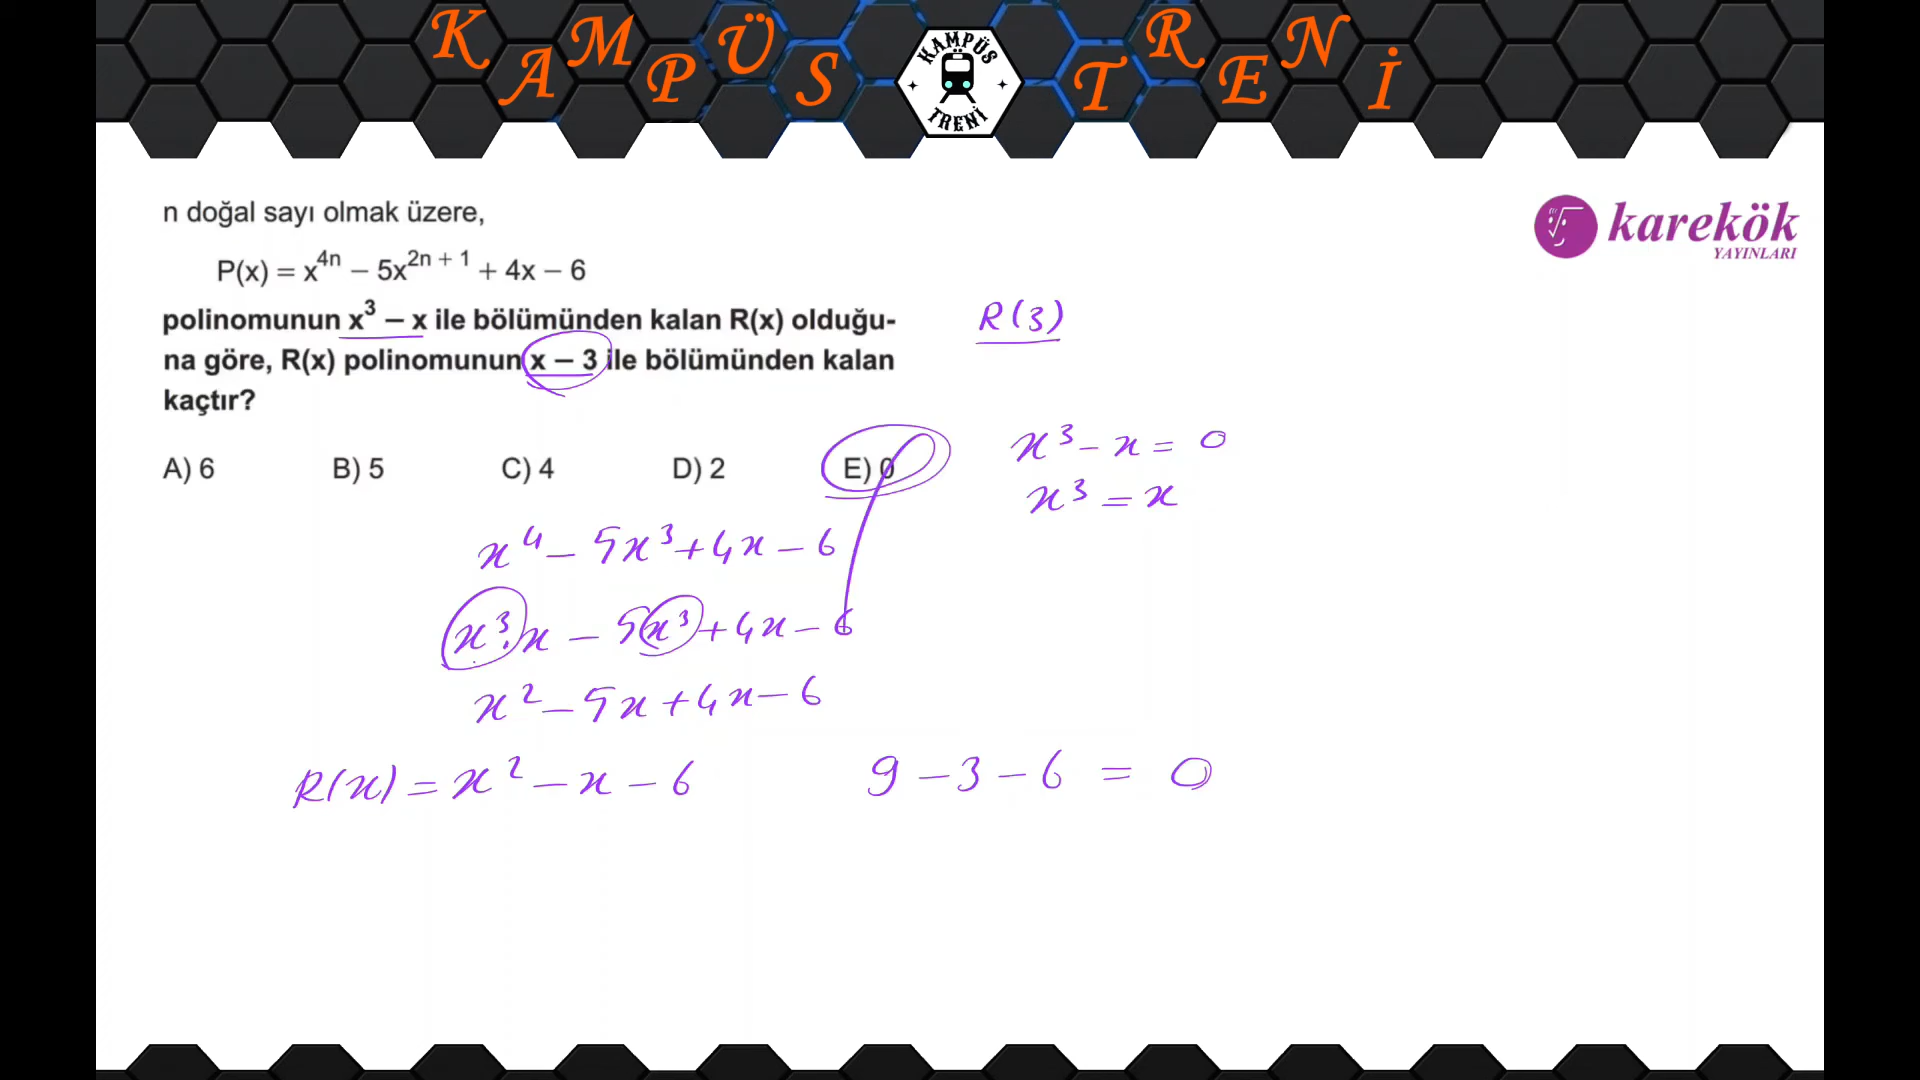 KAMPÜS TRENİ
KAMPÜS
TRENİ
karekök
YAYINLARI
n doğal sayı olmak üzere,
P(x) = x^4n − 5x^2n + 1 + 4x − 6
polinomunun x^3 − x ile bölümünden kalan R(x) olduğu-
na göre, R(x) polinomunun x − 3 ile bölümünden kalan
kaçtır?
A) 6 B) 5 C) 4 D) 2 E) 0
R(3)
x^3 − x = 0
x^3 = x
x^4 − 5x^3 + 4x − 6
x^3.x − 5x^3 + 4x − 6
x^2 − 5x + 4x − 6
R(x) = x^2 − x − 6
9 − 3 − 6 = 0